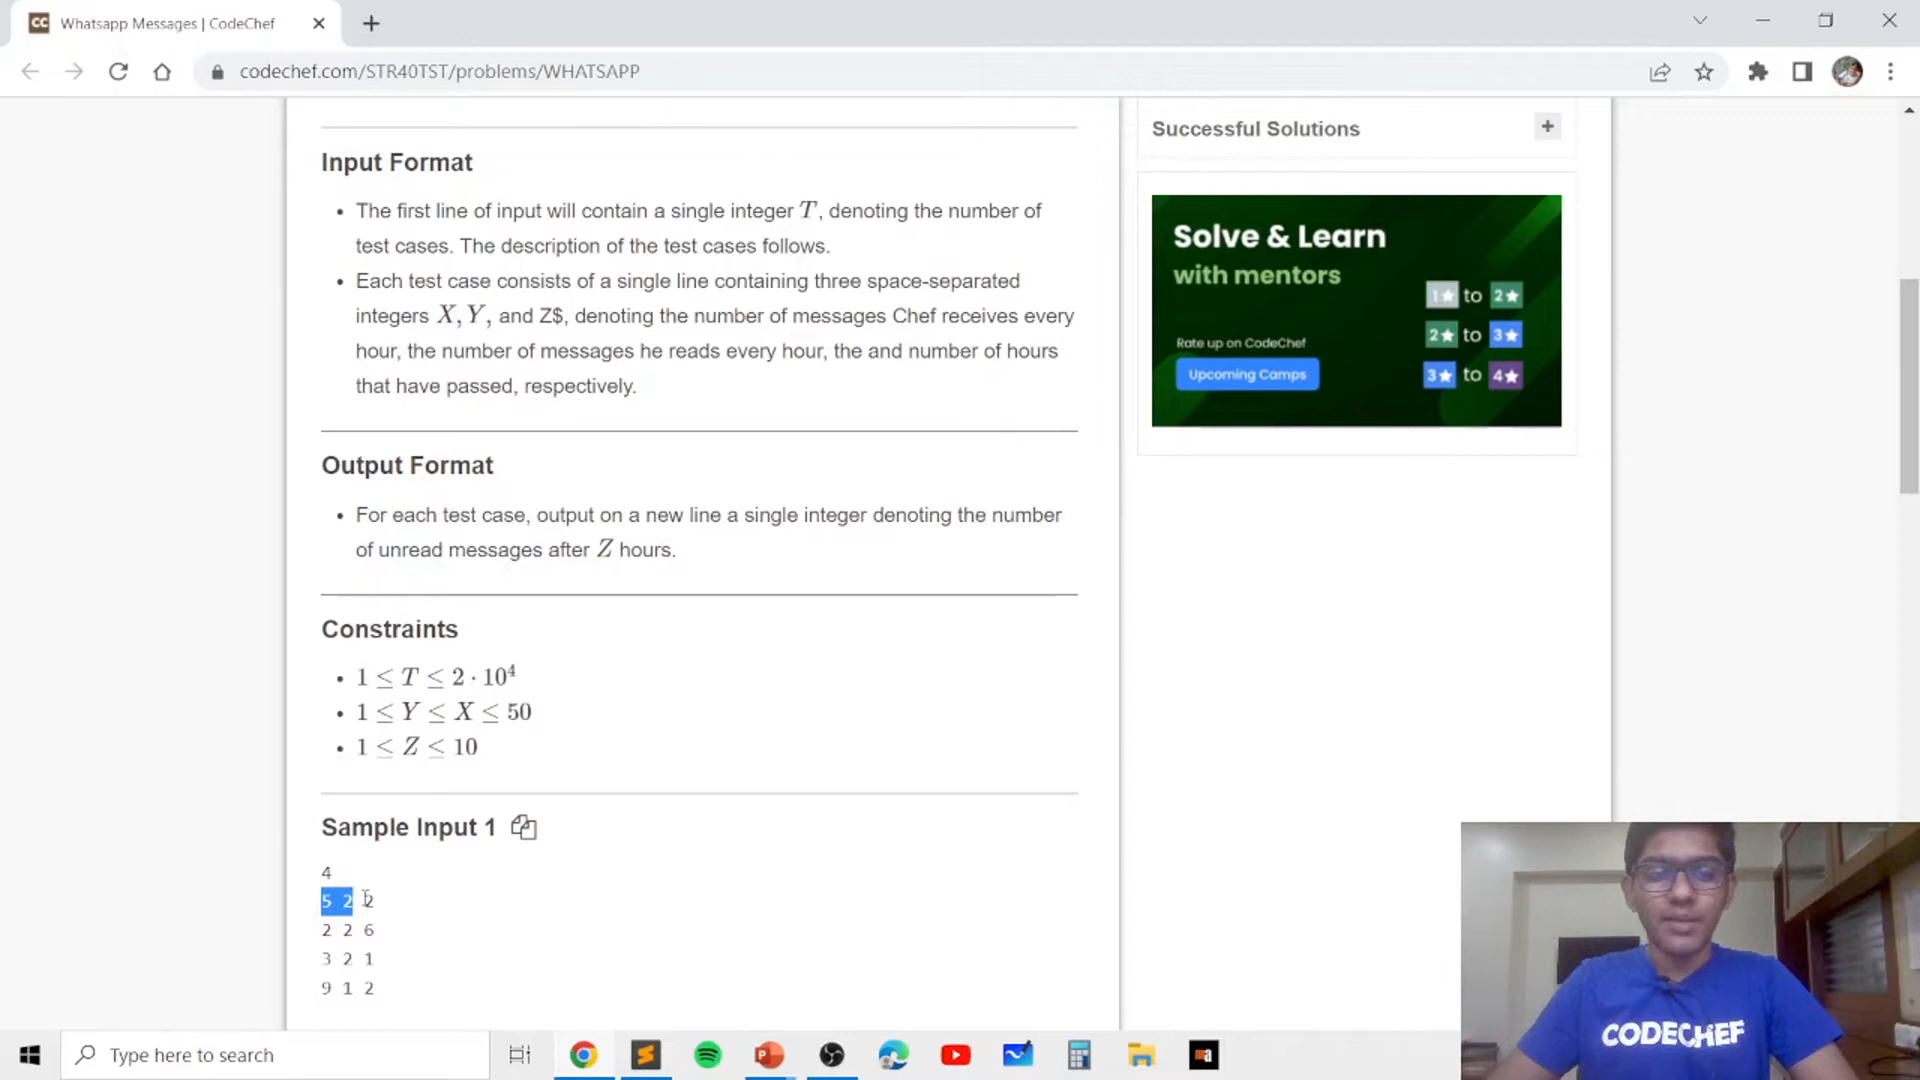 Whatsapp Messages | CodeChef
codechef.com/STR40TST/problems/WHATSAPP
Input Format
The first line of input will contain a single integer T, denoting the number of
test cases. The description of the test cases follows.
Each test case consists of a single line containing three space-separated
integers X, Y, and Z$, denoting the number of messages Chef receives every
hour, the number of messages he reads every hour, the and number of hours
that have passed, respectively.
Output Format
For each test case, output on a new line a single integer denoting the number
of unread messages after Z hours.
Constraints
1 ≤ T ≤ 2 · 10⁴
1 ≤ Y ≤ X ≤ 50
1 ≤ Z ≤ 10
Sample Input 1
4
5 2 2
2 2 6
3 2 1
9 1 2
Successful Solutions
+
Solve & Learn
with mentors
1★ to 2★
2★ to 3★
3★ to 4★
Rate up on CodeChef
Upcoming Camps
CODECHEF
Type here to search